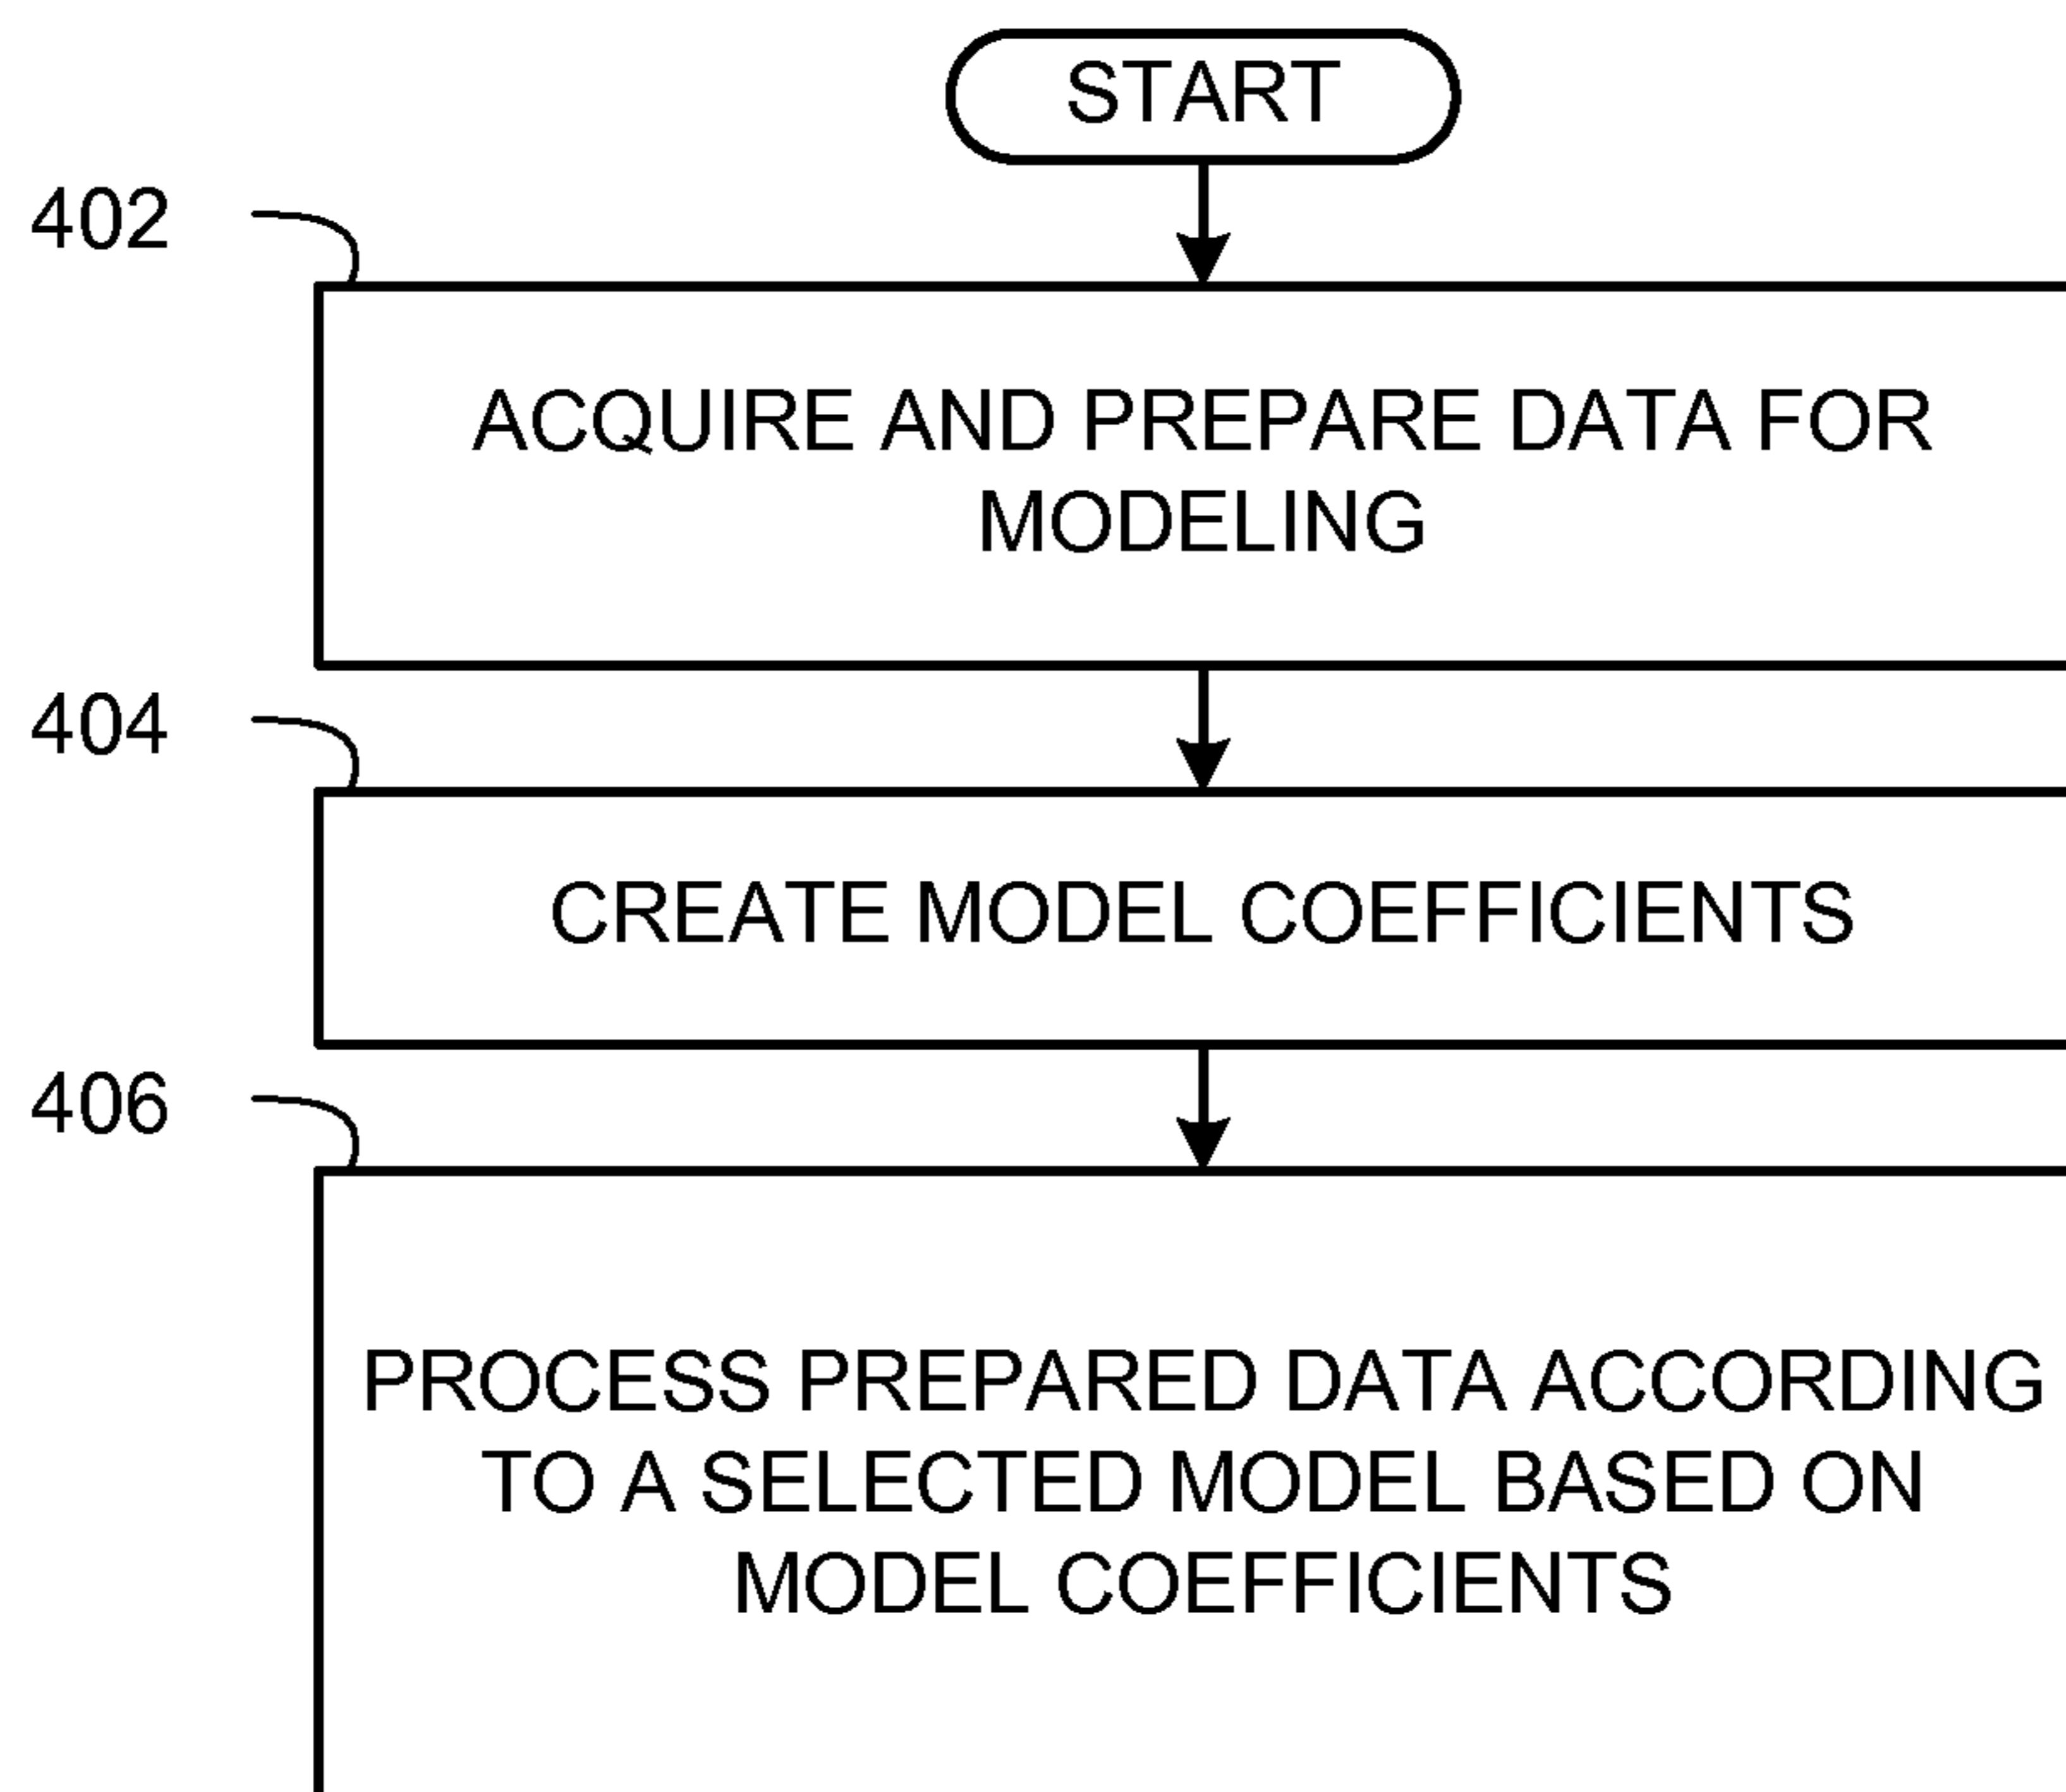 START
402
ACQUIRE AND PREPARE DATA FOR
MODELING
404
CREATE MODEL COEFFICIENTS
406
PROCESS PREPARED DATA ACCORDING
TO A SELECTED MODEL BASED ON
MODEL COEFFICIENTS